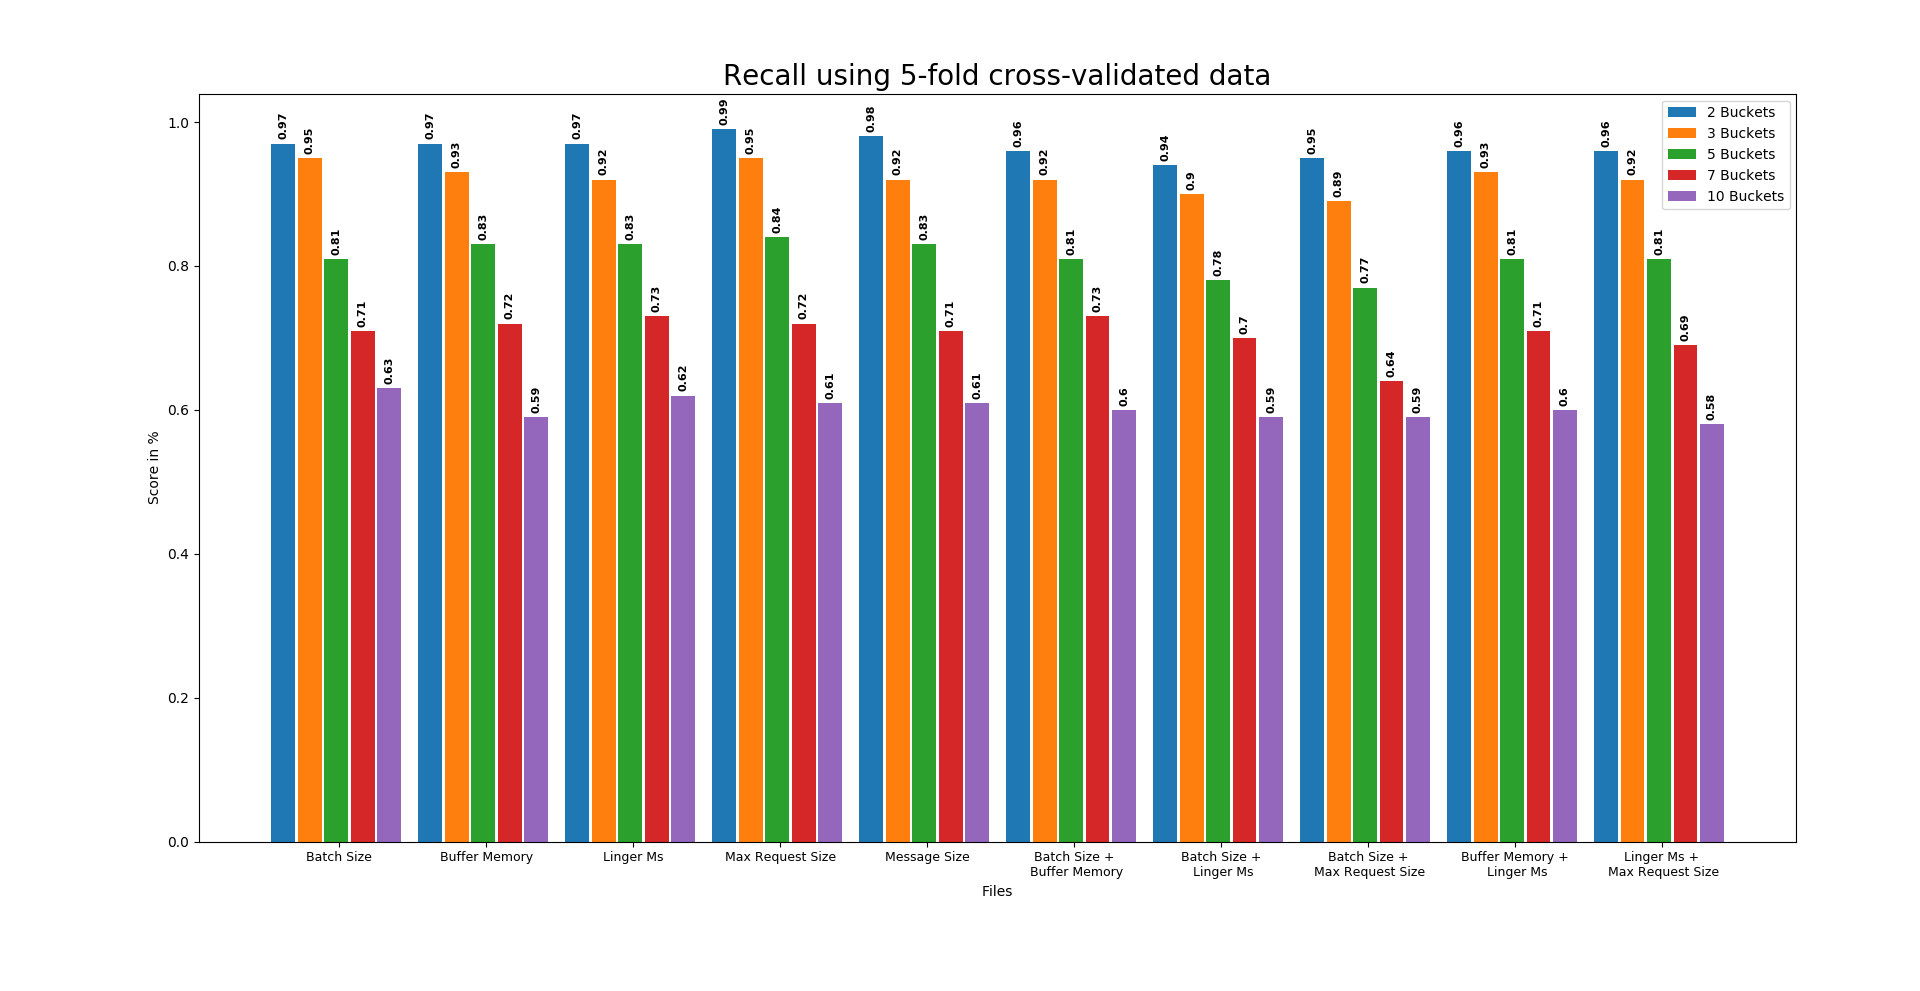 Recall using 5-fold cross-validated data
2 Buckets
3 Buckets
5 Buckets
7 Buckets
10 Buckets
Score in %
1.0
0.8
0.6
0.4
0.2
0.0
0.97 0.95 0.81 0.71 0.63
0.97 0.93 0.83 0.72 0.59
0.97 0.92 0.83 0.73 0.62
0.99 0.95 0.84 0.72 0.61
0.98 0.92 0.83 0.71 0.61
0.96 0.92 0.81 0.73 0.6
0.94 0.9 0.78 0.7 0.59
0.95 0.89 0.77 0.64 0.59
0.96 0.93 0.81 0.71 0.6
0.96 0.92 0.81 0.69 0.58
Batch Size
Buffer Memory
Linger Ms
Max Request Size
Message Size
Batch Size +
Buffer Memory
Batch Size +
Linger Ms
Batch Size +
Max Request Size
Buffer Memory +
Linger Ms
Linger Ms +
Max Request Size
Files